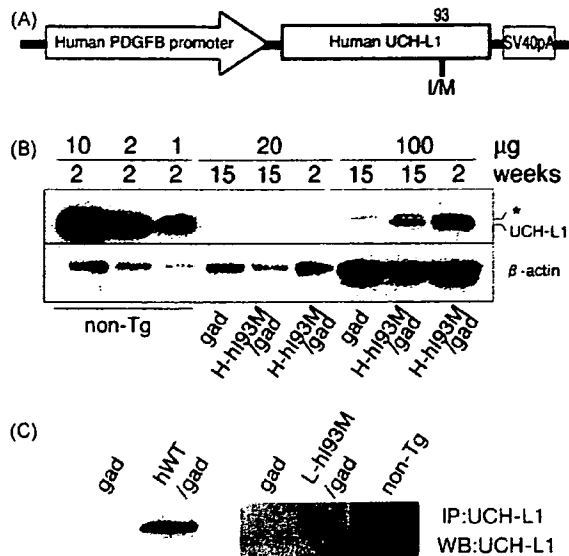 (A)
93
Human PDGFB promoter
Human UCH-L1
SV40pA
I/M
(B)
10 2 1 20 100 μg
2 2 2 15 15 2 15 15 2 weeks
*
UCH-L1
β-actin
non-Tg
gad
H-hI93M
/gad
H-hI93M
/gad
gad
H-hI93M
/gad
H-hI93M
/gad
(C)
gad
hWT
/gad
gad
L-hI93M
/gad
non-Tg
IP:UCH-L1
WB:UCH-L1